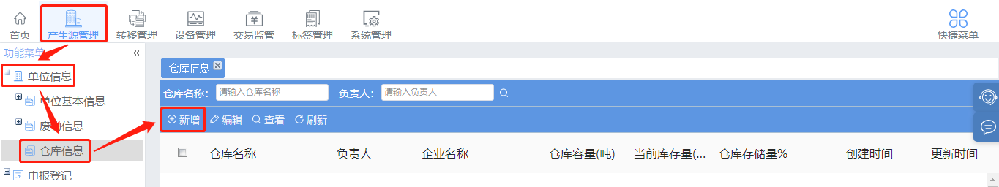 首页 产生源管理 转移管理 设备管理 交易监管 标签管理 系统管理 快捷菜单
功能菜单 «
单位信息
单位基本信息
废物信息
仓库信息
申报登记
仓库信息
仓库名称: 请输入仓库名称 负责人: 请输入负责人
新增 编辑 查看 刷新
仓库名称 负责人 企业名称 仓库容量(吨) 当前库存量(... 仓库存储量% 创建时间 更新时间